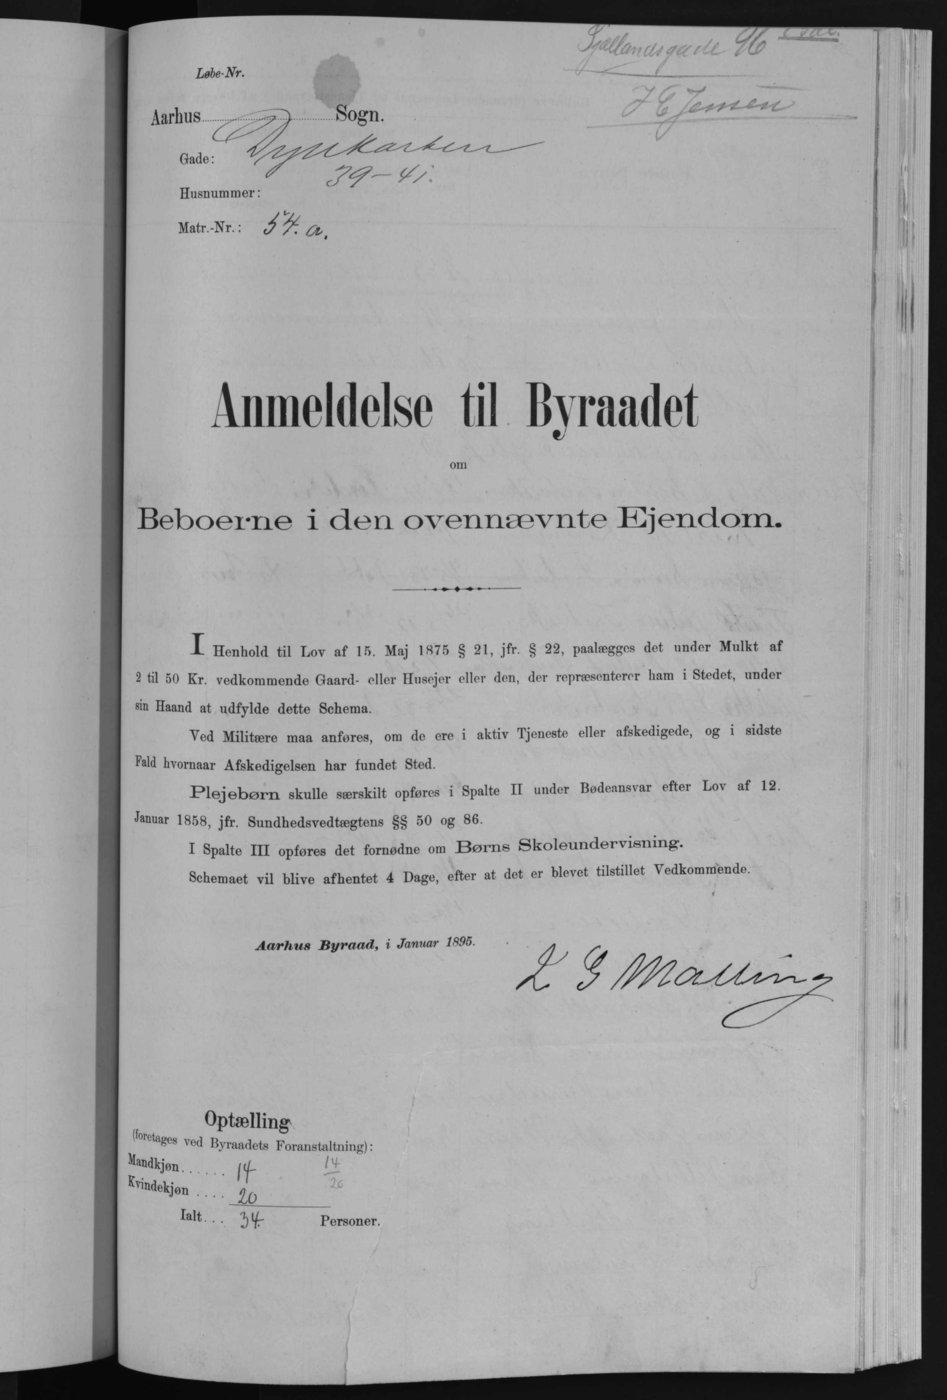 Sjællandsgade 96
H C Jensen
Løbe-Nr.
Aarhus Sogn.
Gade: Dynkarken
Husnummer: 39-41.
Matr.-Nr.: 54. a.
Anmeldelse til Byraadet
om
Beboerne i den ovennævnte Ejendom.
I Henhold til Lov af 15. Maj 1875 § 21, jfr. § 22, paalægges det under Mulkt af
2 til 50 Kr. vedkommende Gaard- eller Husejer eller den, der repræsenterer ham i Stedet, under
sin Haand at udfylde dette Schema.
Ved Militære maa anføres, om de ere i aktiv Tjeneste eller afskedigede, og i sidste
Fald hvornaar Afskedigelsen har fundet Sted.
Plejebørn skulle særskilt opføres i Spalte II under Bødeansvar efter Lov af 12.
Januar 1858, jfr. Sundhedsvedtægtens §§ 50 og 86.
I Spalte III opføres det fornødne om Børns Skoleundervisning.
Schemaet vil blive afhentet 4 Dage, efter at det er blevet tilstillet Vedkommende.
Aarhus Byraad, i Januar 1895.
L G Malling
Optælling
(foretages ved Byraadets Foranstaltning):
Mandkjøn...... 14 14
Kvindekjøn .... 20 20
Ialt... 34. Personer.